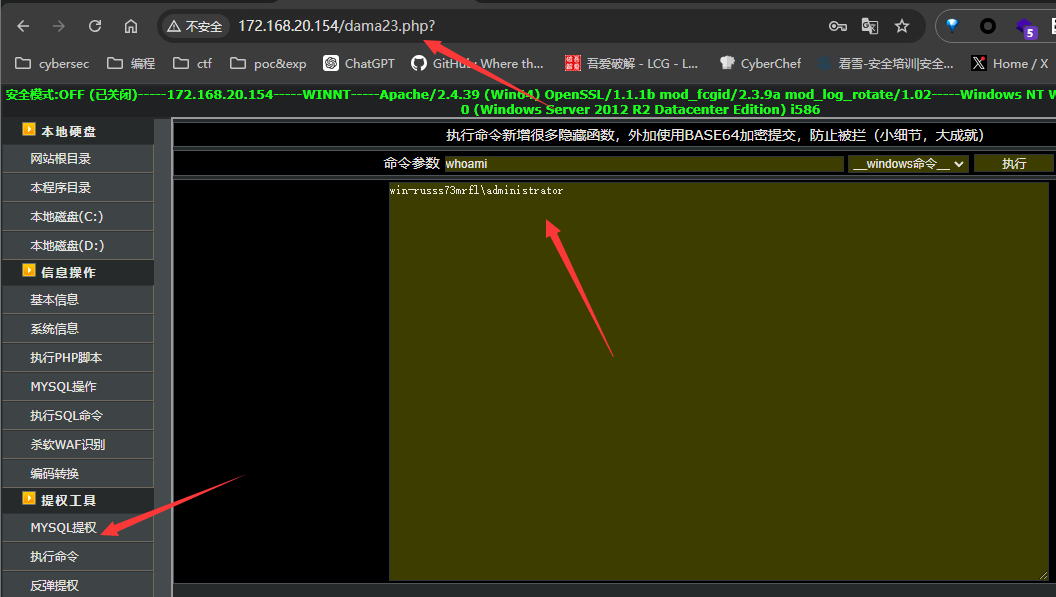 不安全 172.168.20.154/dama23.php?
cybersec 编程 ctf poc&exp ChatGPT GitHub: Where th... 吾爱破解 - LCG - L... CyberChef 看雪-安全培训|安全... Home / X
安全模式:OFF (已关闭)-----172.168.20.154-----WINNT-----Apache/2.4.39 (Win64) OpenSSL/1.1.1b mod_fcgid/2.3.9a mod_log_rotate/1.02-----Windows NT
0 (Windows Server 2012 R2 Datacenter Edition) i586
本地硬盘
网站根目录
本程序目录
本地磁盘(C:)
本地磁盘(D:)
信息操作
基本信息
系统信息
执行PHP脚本
MYSQL操作
执行SQL命令
杀软WAF识别
编码转换
提权工具
MYSQL提权
执行命令
反弹提权
执行命令新增很多隐藏函数，外加使用BASE64加密提交，防止被拦（小细节，大成就）
命令参数 whoami __windows命令__ 执行
win-russs73mrfl\administrator